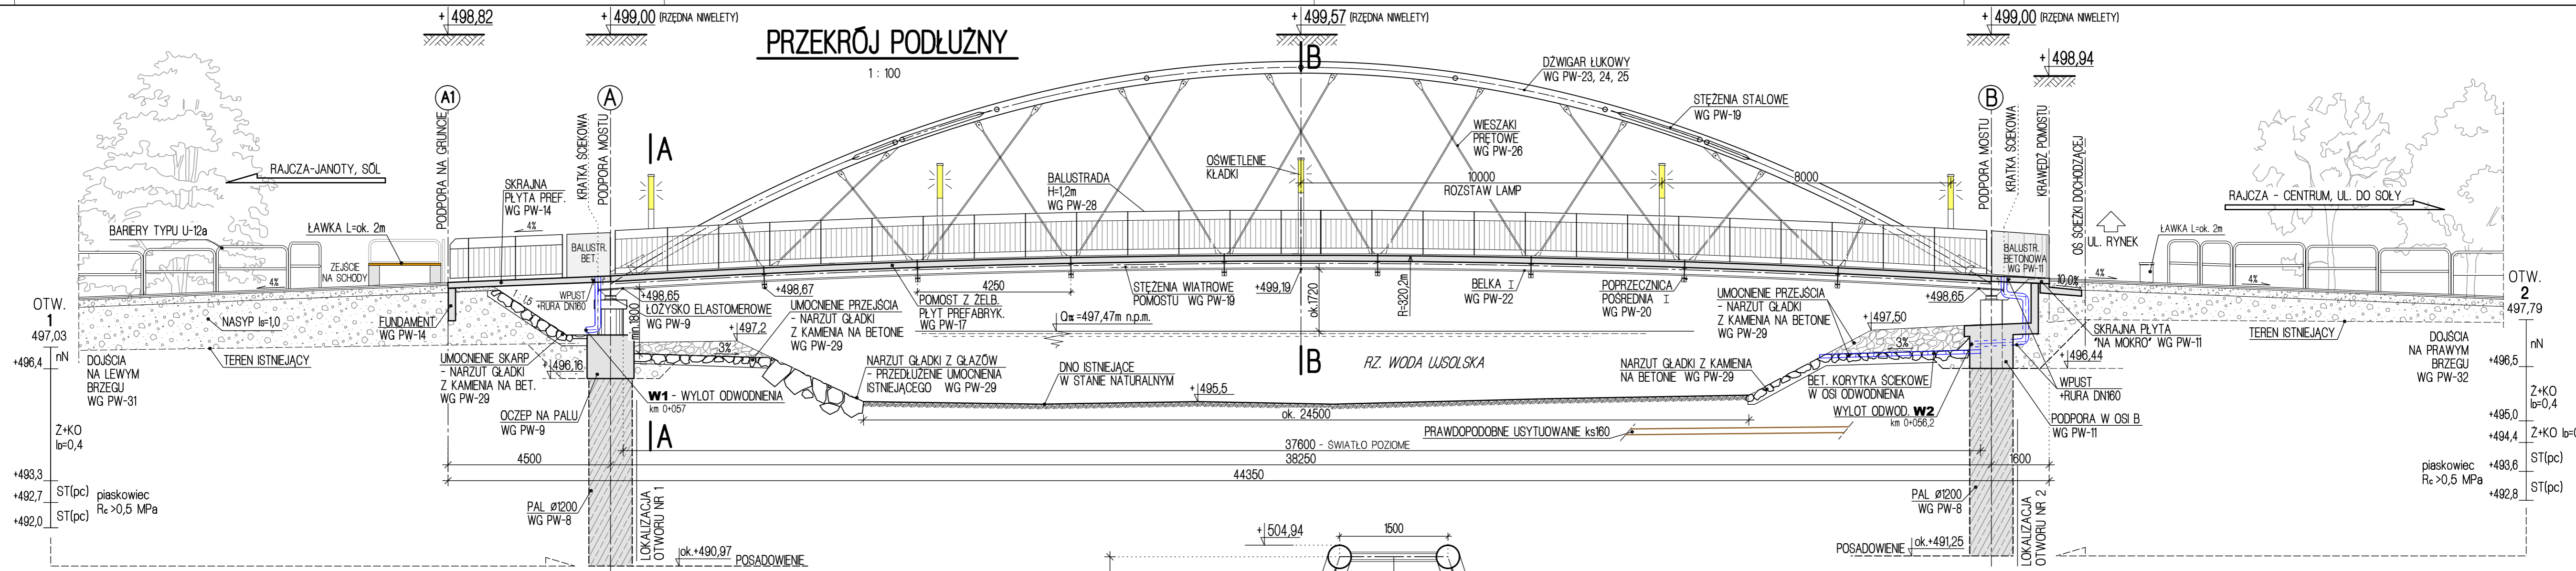 + 498,82
+ 499,00 (RZĘDNA NIWELETY)
PRZEKRÓJ PODŁUŻNY
1 : 100
+ 499,57 (RZĘDNA NIWELETY)
B
+ 499,00 (RZĘDNA NIWELETY)
+ 498,94
A1
A
B
PODPORA NA GRUNCIE
KRATKA ŚCIEKOWA
PODPORA MOSTU
A
DŹWIGAR ŁUKOWY
WG PW-23, 24, 25
STĘŻENIA STALOWE
WG PW-19
WIESZAKI
PRĘTOWE
WG PW-26
OŚWIETLENIE
KŁADKI
10000
ROZSTAW LAMP
8000
BALUSTRADA
H=1,2m
WG PW-28
PODPORA MOSTU
KRATKA ŚCIEKOWA
KRAWĘDŹ POMOSTU
OŚ ŚCIEŻKI DOCHODZĄCEJ
RAJCZA-JANOTY, SÓL
SKRAJNA
PŁYTA PREF.
WG PW-14
4%
BARIERY TYPU U-12a
ŁAWKA L=ok. 2m
ZEJŚCIE
NA SCHODY
4%
BALUSTR.
BET.
RAJCZA - CENTRUM, UL. DO SOŁY
UL. RYNEK
ŁAWKA L=ok. 2m
BALUSTR.
BETONOWA
WG PW-11
10,0%
4%
4%
OTW.
1
497,03
OTW.
2
497,79
NASYP Is=1,0
TEREN ISTNIEJĄCY
FUNDAMENT
WG PW-14
1: 1,5
WPUST
+RURA DN160
+498,65
ŁOŻYSKO ELASTOMEROWE
WG PW-9
min.1800
+498,67
UMOCNIENIE PRZEJŚCIA
- NARZUT GŁADKI
Z KAMIENIA NA BETONIE
WG PW-29
4250
POMOST Z ŻELB.
PŁYT PREFABRYK.
WG PW-17
STĘŻENIA WIATROWE
POMOSTU WG PW-19
+499,19
ok.1720
R=320,2m
BELKA I
WG PW-22
POPRZECZNICA
POŚREDNIA I
WG PW-20
UMOCNIENIE PRZEJŚCIA
- NARZUT GŁADKI
Z KAMIENIA NA BETONIE
WG PW-29
+498,65
+ 497,50
SKRAJNA PŁYTA
"NA MOKRO" WG PW-11
TEREN ISTNIEJĄCY
+496,4
nN
DOJŚCIA
NA LEWYM
BRZEGU
WG PW-31
UMOCNIENIE SKARP
- NARZUT GŁADKI
Z KAMIENIA NA BET.
WG PW-29
+496,16
+497,2
3%
NARZUT GŁADKI Z GŁAZÓW
- PRZEDŁUŻENIE UMOCNIENIA
ISTNIEJĄCEGO WG PW-29
DNO ISTNIEJĄCE
W STANIE NATURALNYM
+495,5
B
RZ. WODA UJSOLSKA
NARZUT GŁADKI Z KAMIENIA
NA BETONIE WG PW-29
3%
BET. KORYTKA ŚCIEKOWE
W OSI ODWODNIENIA
+496,44
WPUST
+RURA DN160
DOJŚCIA
NA PRAWYM
BRZEGU
WG PW-32
+496,5
nN
OCZEP NA PALU
WG PW-9
W1 - WYLOT ODWODNIENIA
km 0+057
A
ok. 24500
PRAWDOPODOBNE USYTUOWANIE ks160
WYLOT ODWOD. W2
km 0+056,2
PODPORA W OSI B
WG PW-11
Ż+KO
+495,0
Ż+KO
+494,4
37600 - ŚWIATŁO POZIOME
4500
38250
1600
44350
+493,3
ST(pc)
+492,7
ST(pc)
+492,0
piaskowiec
Rc >0,5 MPa
PAL ø1200
WG PW-8
LOKALIZACJA
OTWORU NR 1
ok.+490,97
POSADOWIENIE
+ 504,94
1500
PAL ø1200
WG PW-8
POSADOWIENIE
ok.+491,25
LOKALIZACJA
OTWORU NR 2
piaskowiec
Rc >0,5 MPa
+493,6
ST(pc)
+492,8
ST(pc)